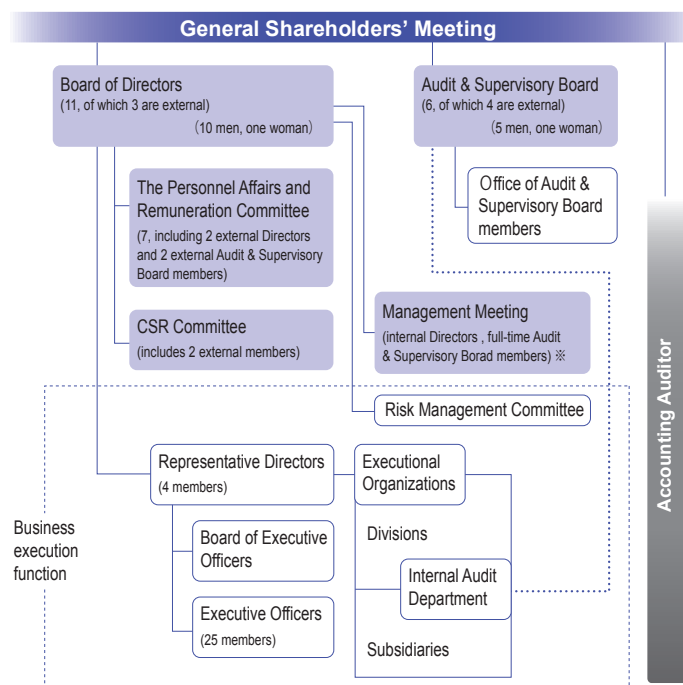 General Shareholders’ Meeting
Board of Directors
(11, of which 3 are external)
(10 men, one woman)
Audit & Supervisory Board
(6, of which 4 are external)
(5 men, one woman)
The Personnel Affairs and
Remuneration Committee
(7, including 2 external Directors
and 2 external Audit & Supervisory
Board members)
Office of Audit &
Supervisory Board
members
CSR Committee
(includes 2 external members)
Management Meeting
(internal Directors , full-time Audit
& Supervisory Borad members) ※
Risk Management Committee
Accounting Auditor
Business
execution
function
Representative Directors
(4 members)
Board of Executive
Officers
Executive Officers
(25 members)
Executional
Organizations
Divisions
Internal Audit
Department
Subsidiaries